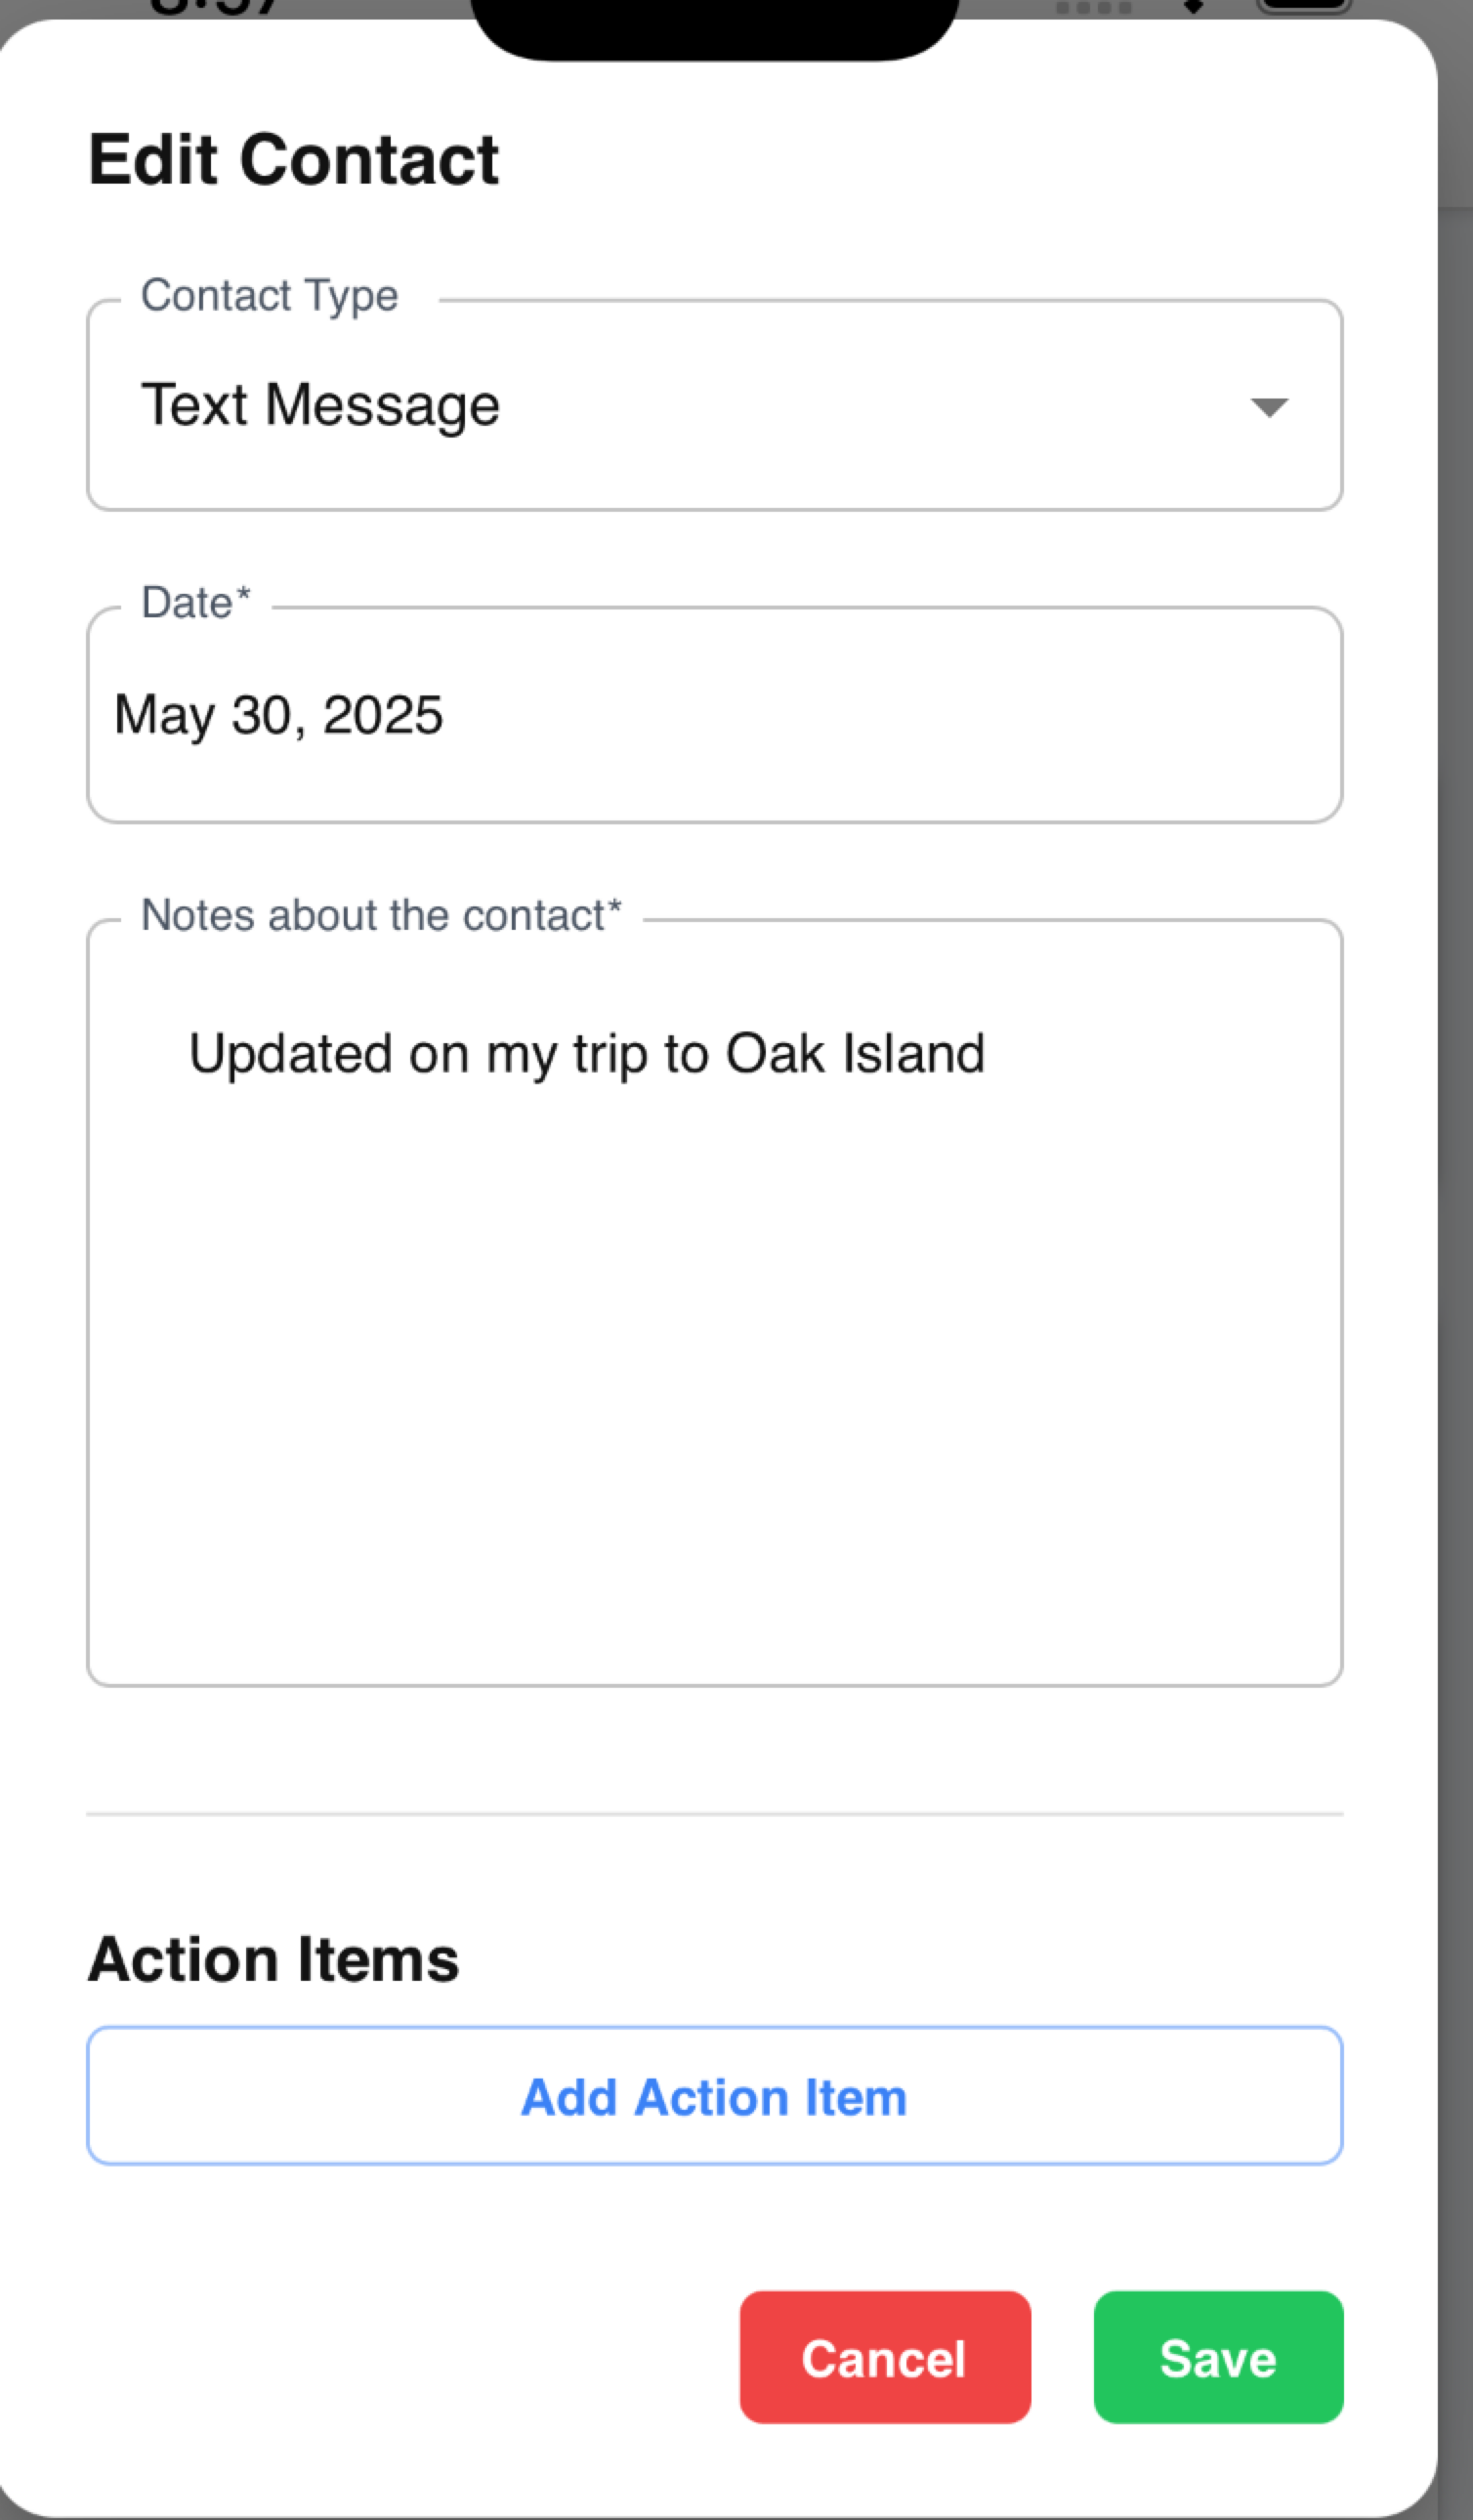 Edit Contact
Contact Type
Text Message
Date*
May 30, 2025
Notes about the contact*
Updated on my trip to Oak Island
Action Items
Add Action Item
Cancel
Save